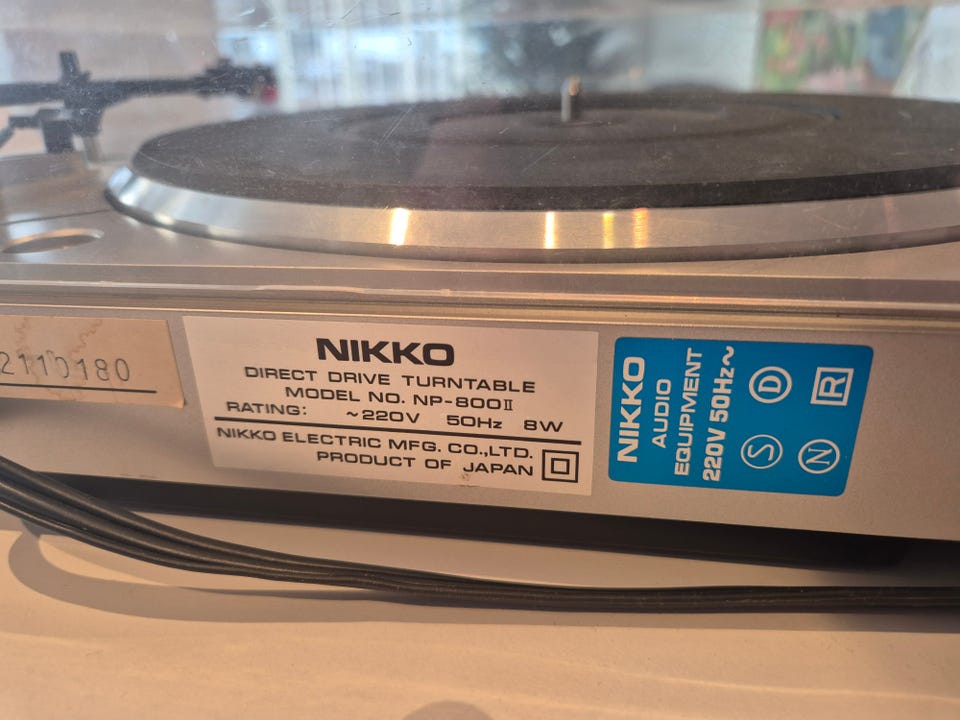 2110180
NIKKO
DIRECT DRIVE TURNTABLE
MODEL NO. NP-800II
RATING: ~220V 50Hz 8W
NIKKO ELECTRIC MFG. CO.,LTD.
PRODUCT OF JAPAN
NIKKO
AUDIO
EQUIPMENT
220V 50Hz~
D
R
S
N